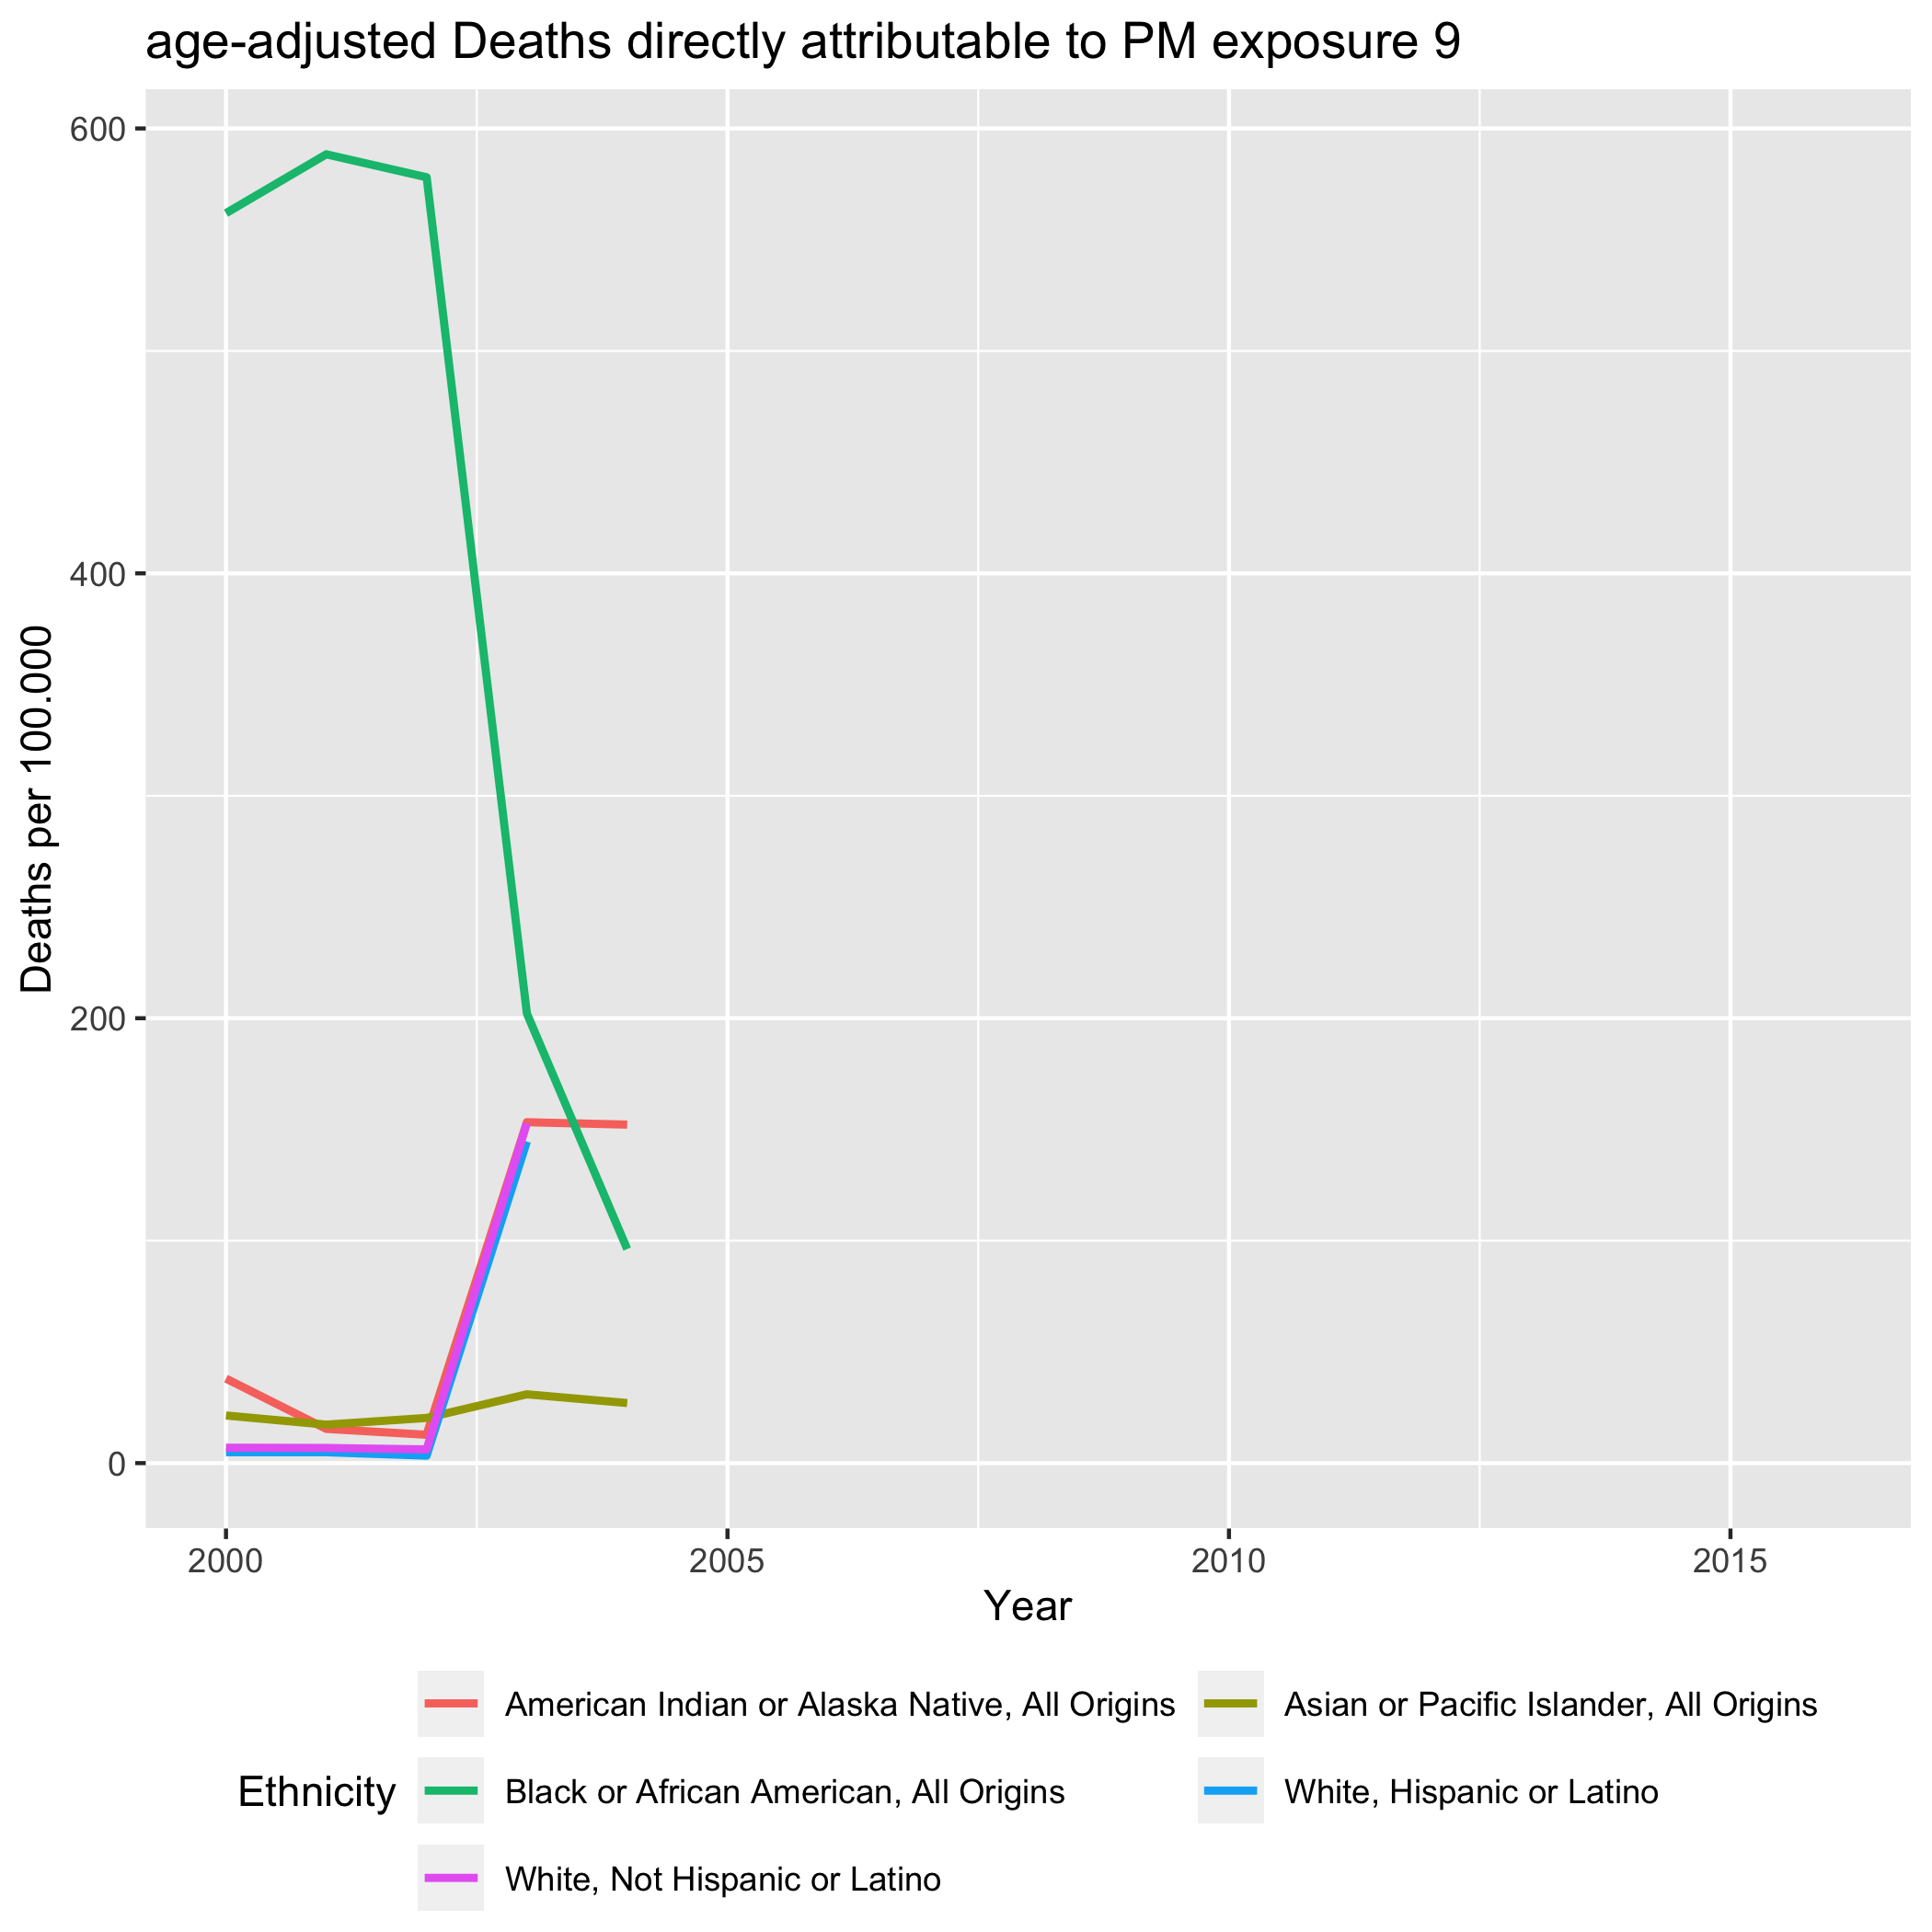 age-adjusted Deaths directly attributable to PM exposure 9
600
400
200
0
Deaths per 100.000
2000 2005 2010 2015
Year
Ethnicity
American Indian or Alaska Native, All Origins
Asian or Pacific Islander, All Origins
Black or African American, All Origins
White, Hispanic or Latino
White, Not Hispanic or Latino